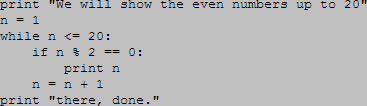 print "We will show the even numbers up to 20"
n = 1
while n <= 20:
    if n % 2 == 0:
        print n
    n = n + 1
print "there, done."